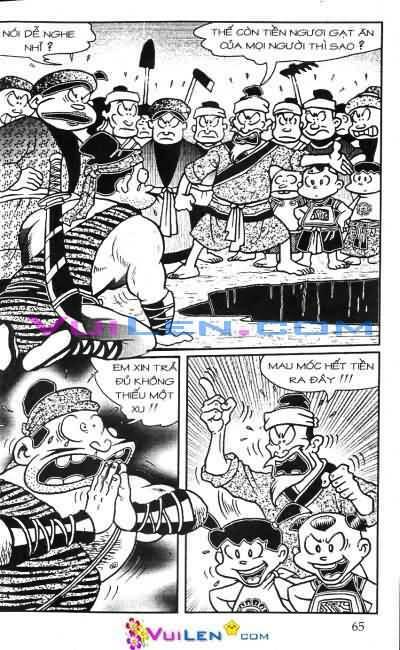 NÓI DỄ NGHE
NHỈ ?
THẾ CÒN TIỀN NGƯƠI GẠT ĂN
CỦA MỌI NGƯỜI THÌ SAO ?
VUILEN.COM
EM XIN TRẢ
ĐỦ KHÔNG
THIẾU MỘT
XU !!
MAU MÓC HẾT TIỀN
RA ĐÂY !!!
65
VUILEN.COM